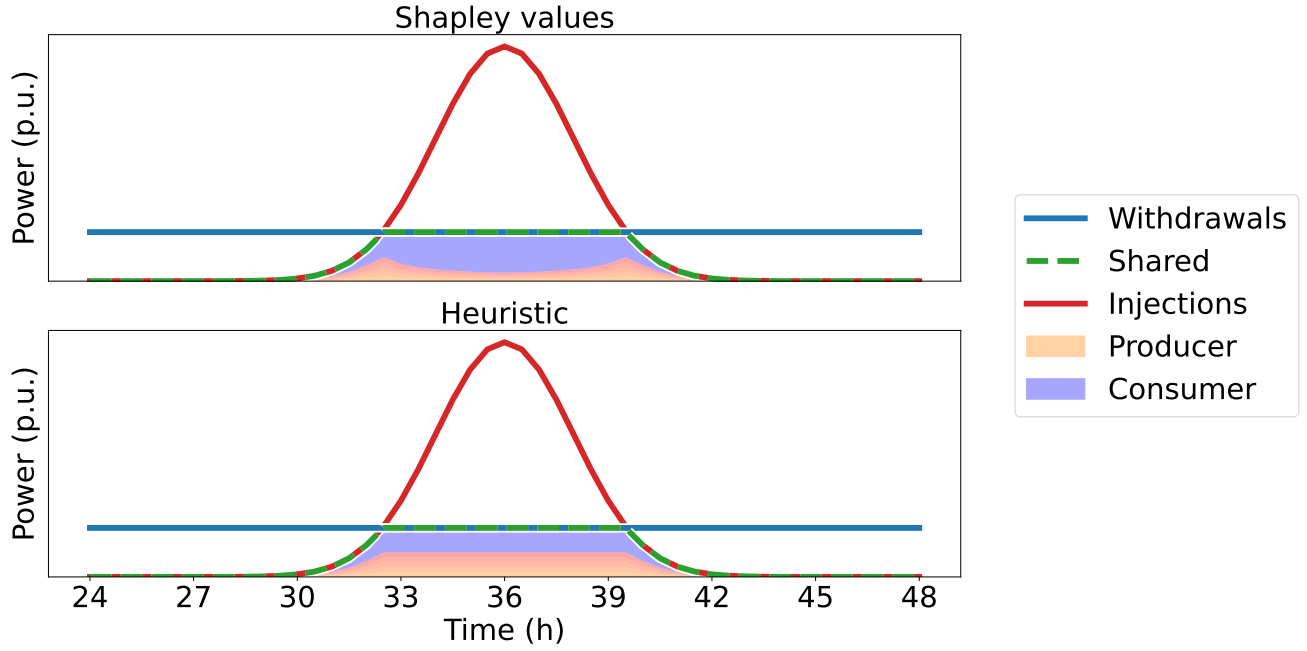 Shapley values
Power (p.u.)
Heuristic
Power (p.u.)
24 27 30 33 36 39 42 45 48
Time (h)
Withdrawals
Shared
Injections
Producer
Consumer